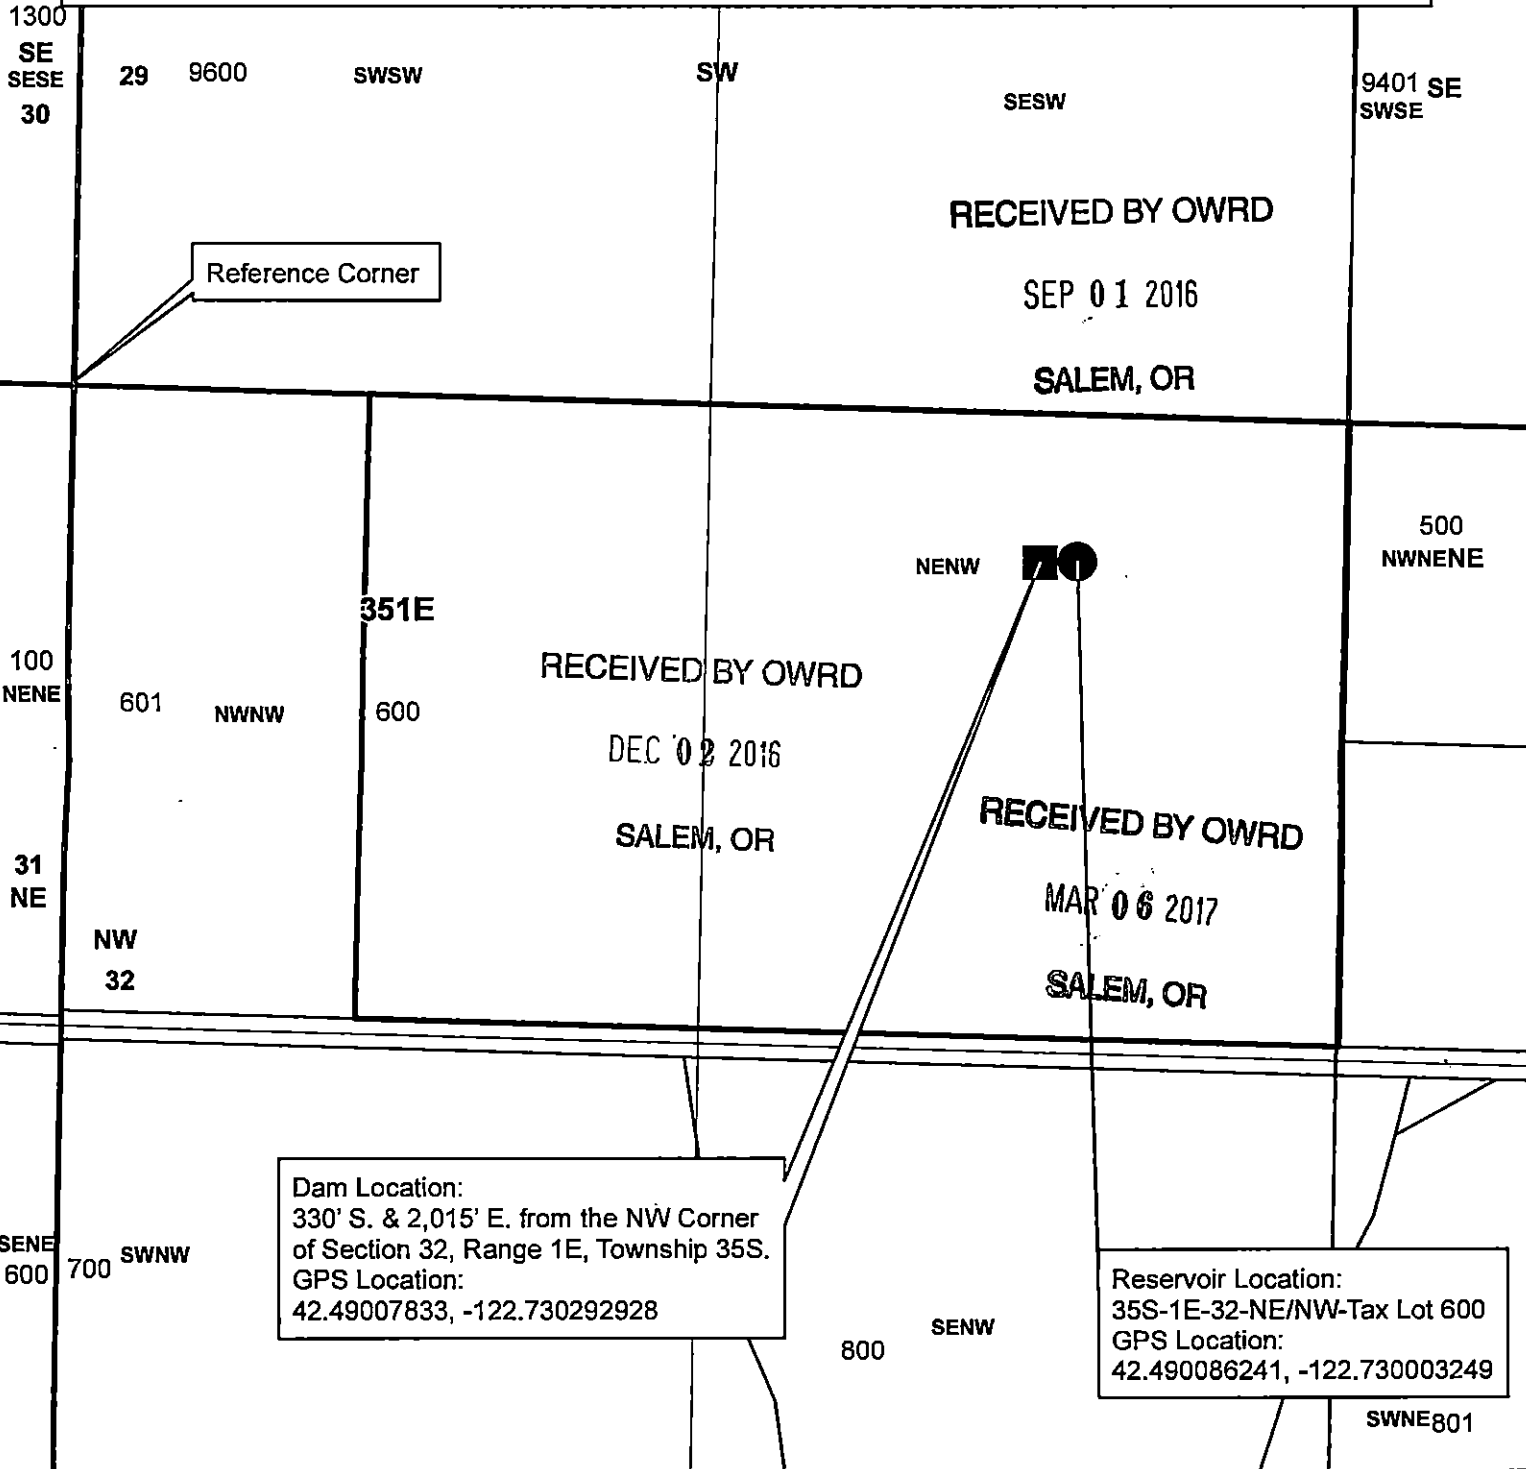 1300
SE
SESE
30
29 9600 SWSW SW
SESW
9401 SE
SWSE
RECEIVED BY OWRD
SEP 01 2016
SALEM, OR
Reference Corner
500
NWNENE
NENW
351E
RECEIVED BY OWRD
DEC 02 2016
SALEM, OR
100
NENE
601 NWNW 600
RECEIVED BY OWRD
MAR 06 2017
SALEM, OR
31
NE
NW
32
Dam Location:
330' S. & 2,015' E. from the NW Corner
of Section 32, Range 1E, Township 35S.
GPS Location:
42.49007833, -122.730292928
SENE
600 700 SWNW
Reservoir Location:
35S-1E-32-NE/NW-Tax Lot 600
GPS Location:
42.490086241, -122.730003249
800 SENW
SWNE801